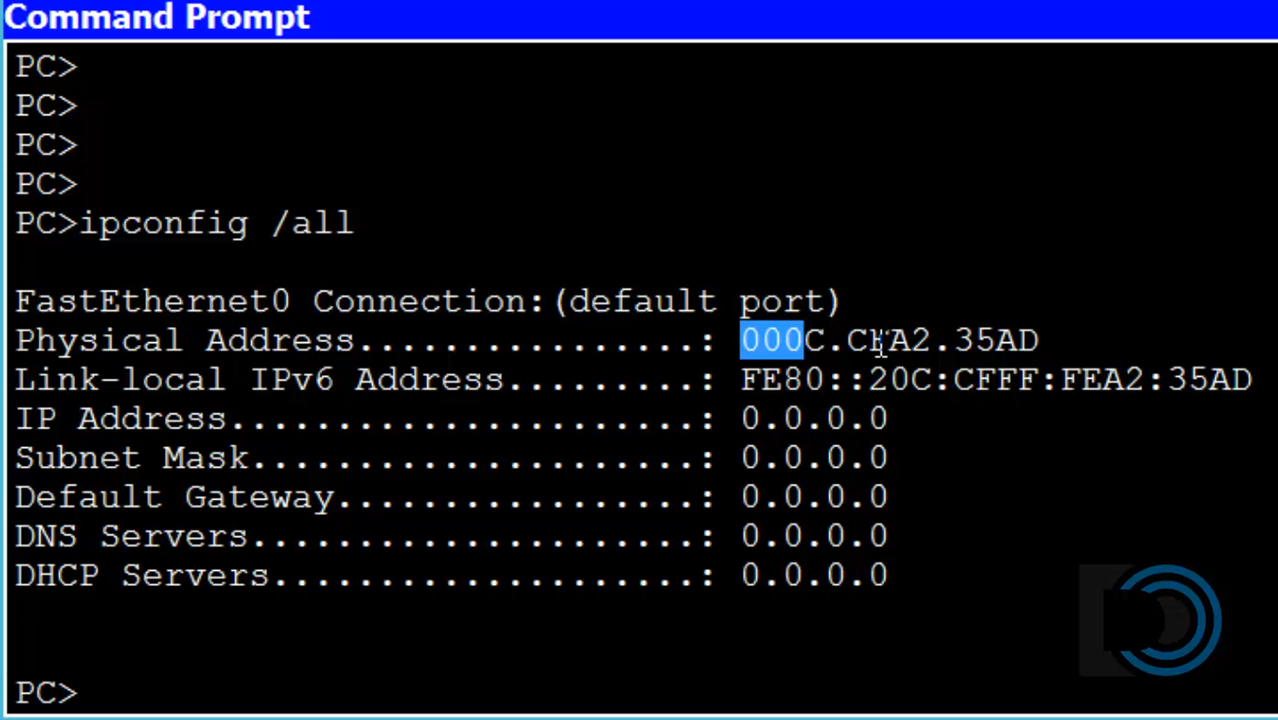 Command Prompt
PC>
PC>
PC>
PC>
PC>ipconfig /all
FastEthernet0 Connection:(default port)
Physical Address................: 000C.CFA2.35AD
Link-local IPv6 Address.........: FE80::20C:CFFF:FEA2:35AD
IP Address......................: 0.0.0.0
Subnet Mask.....................: 0.0.0.0
Default Gateway.................: 0.0.0.0
DNS Servers.....................: 0.0.0.0
DHCP Servers....................: 0.0.0.0
PC>